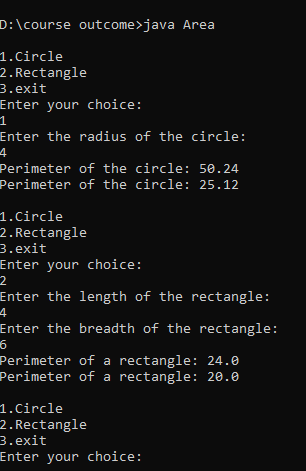 D:\course outcome>java Area
1.Circle
2.Rectangle
3.exit
Enter your choice:
1
Enter the radius of the circle:
4
Perimeter of the circle: 50.24
Perimeter of the circle: 25.12
1.Circle
2.Rectangle
3.exit
Enter your choice:
2
Enter the length of the rectangle:
4
Enter the breadth of the rectangle:
6
Perimeter of a rectangle: 24.0
Perimeter of a rectangle: 20.0
1.Circle
2.Rectangle
3.exit
Enter your choice: